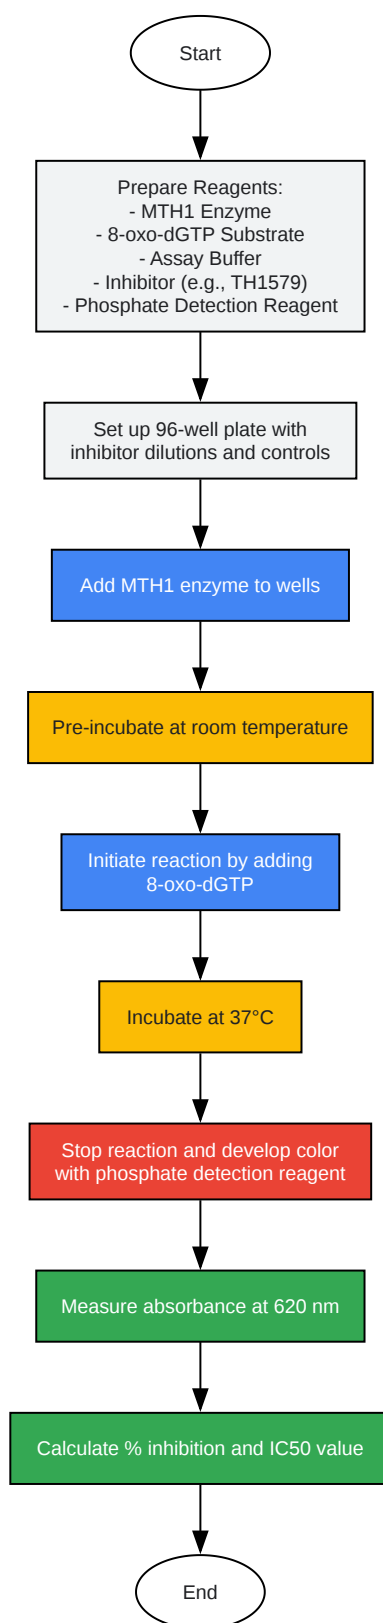 Start
Prepare Reagents:
- MTH1 Enzyme
- 8-oxo-dGTP Substrate
- Assay Buffer
- Inhibitor (e.g., TH1579)
- Phosphate Detection Reagent
Set up 96-well plate with
inhibitor dilutions and controls
Add MTH1 enzyme to wells
Pre-incubate at room temperature
Initiate reaction by adding
8-oxo-dGTP
Incubate at 37°C
Stop reaction and develop color
with phosphate detection reagent
Measure absorbance at 620 nm
Calculate % inhibition and IC50 value
End